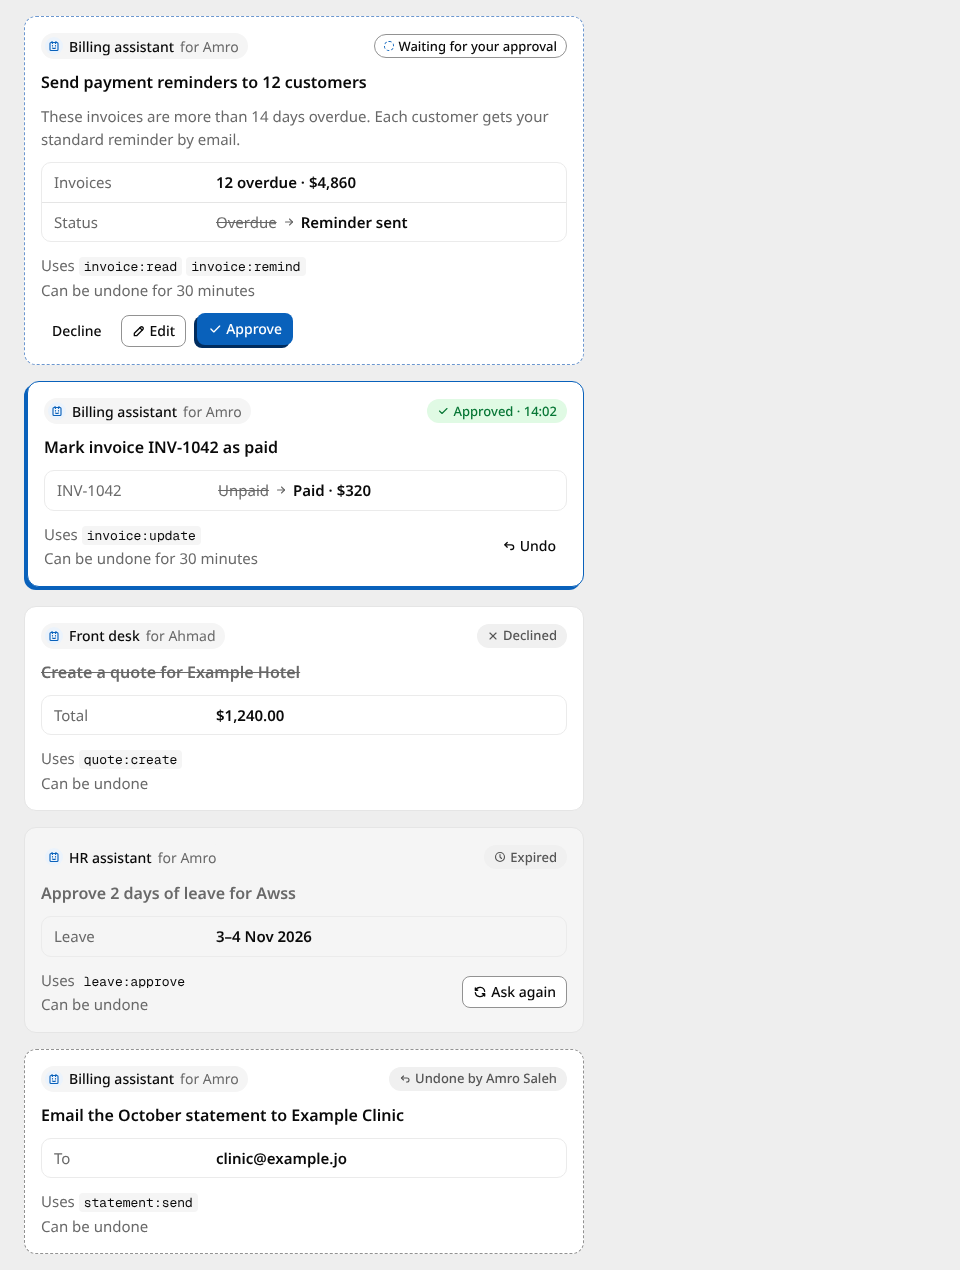 Billing assistant for Amro
Waiting for your approval
Send payment reminders to 12 customers
These invoices are more than 14 days overdue. Each customer gets your
standard reminder by email.
Invoices 12 overdue · $4,860
Status Overdue → Reminder sent
Uses invoice:read invoice:remind
Can be undone for 30 minutes
Decline Edit Approve
Billing assistant for Amro
Approved · 14:02
Mark invoice INV-1042 as paid
INV-1042 Unpaid → Paid · $320
Uses invoice:update
Can be undone for 30 minutes
Undo
Front desk for Ahmad
Declined
Create a quote for Example Hotel
Total $1,240.00
Uses quote:create
Can be undone
HR assistant for Amro
Expired
Approve 2 days of leave for Awss
Leave 3–4 Nov 2026
Uses leave:approve
Can be undone
Ask again
Billing assistant for Amro
Undone by Amro Saleh
Email the October statement to Example Clinic
To clinic@example.jo
Uses statement:send
Can be undone